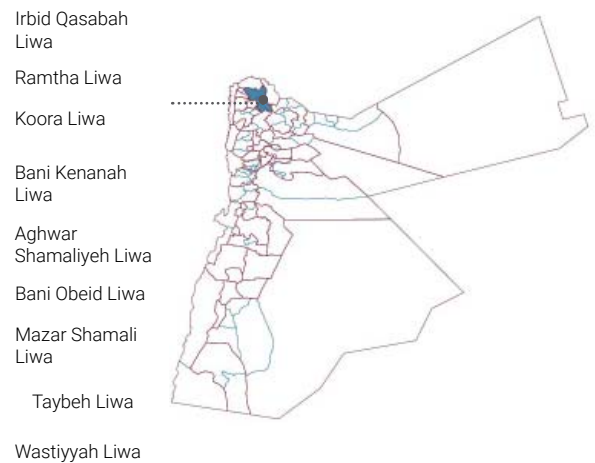 Irbid Qasabah
Liwa
Ramtha Liwa
Koora Liwa
Bani Kenanah
Liwa
Aghwar
Shamaliyeh Liwa
Bani Obeid Liwa
Mazar Shamali
Liwa
Taybeh Liwa
Wastiyyah Liwa